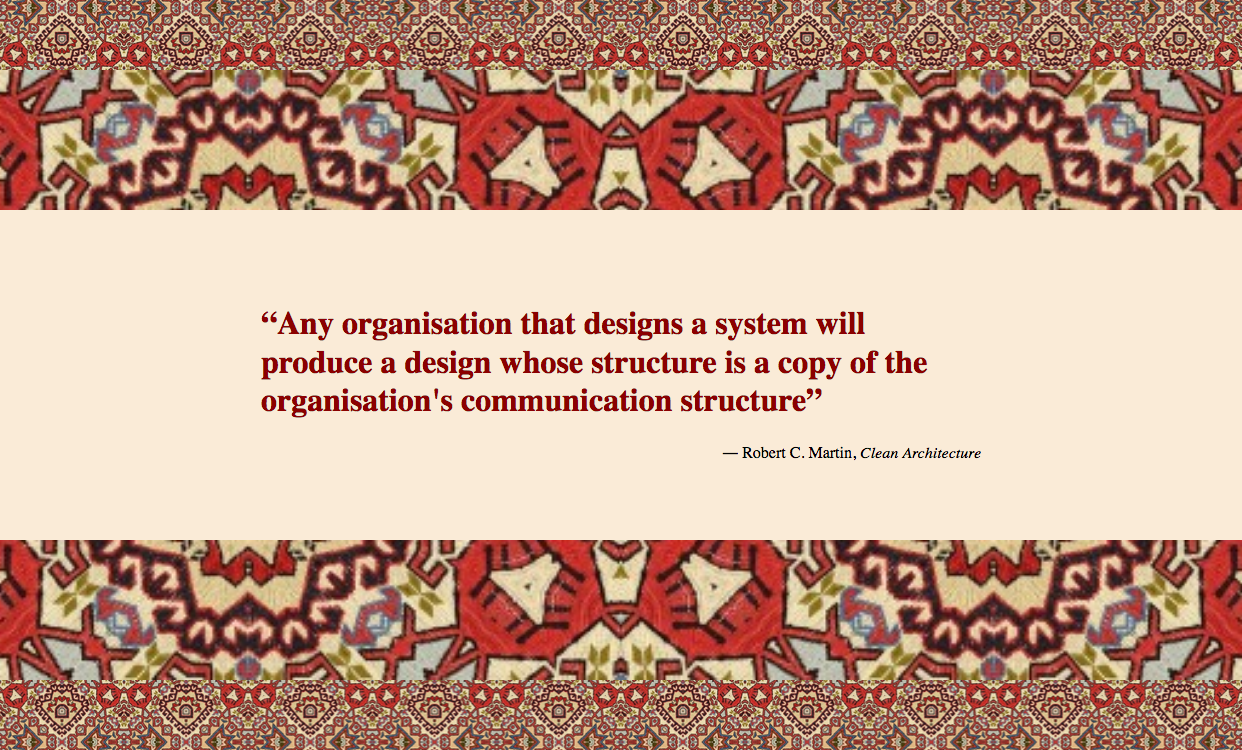 “Any organisation that designs a system will
produce a design whose structure is a copy of the
organisation's communication structure”
— Robert C. Martin, Clean Architecture